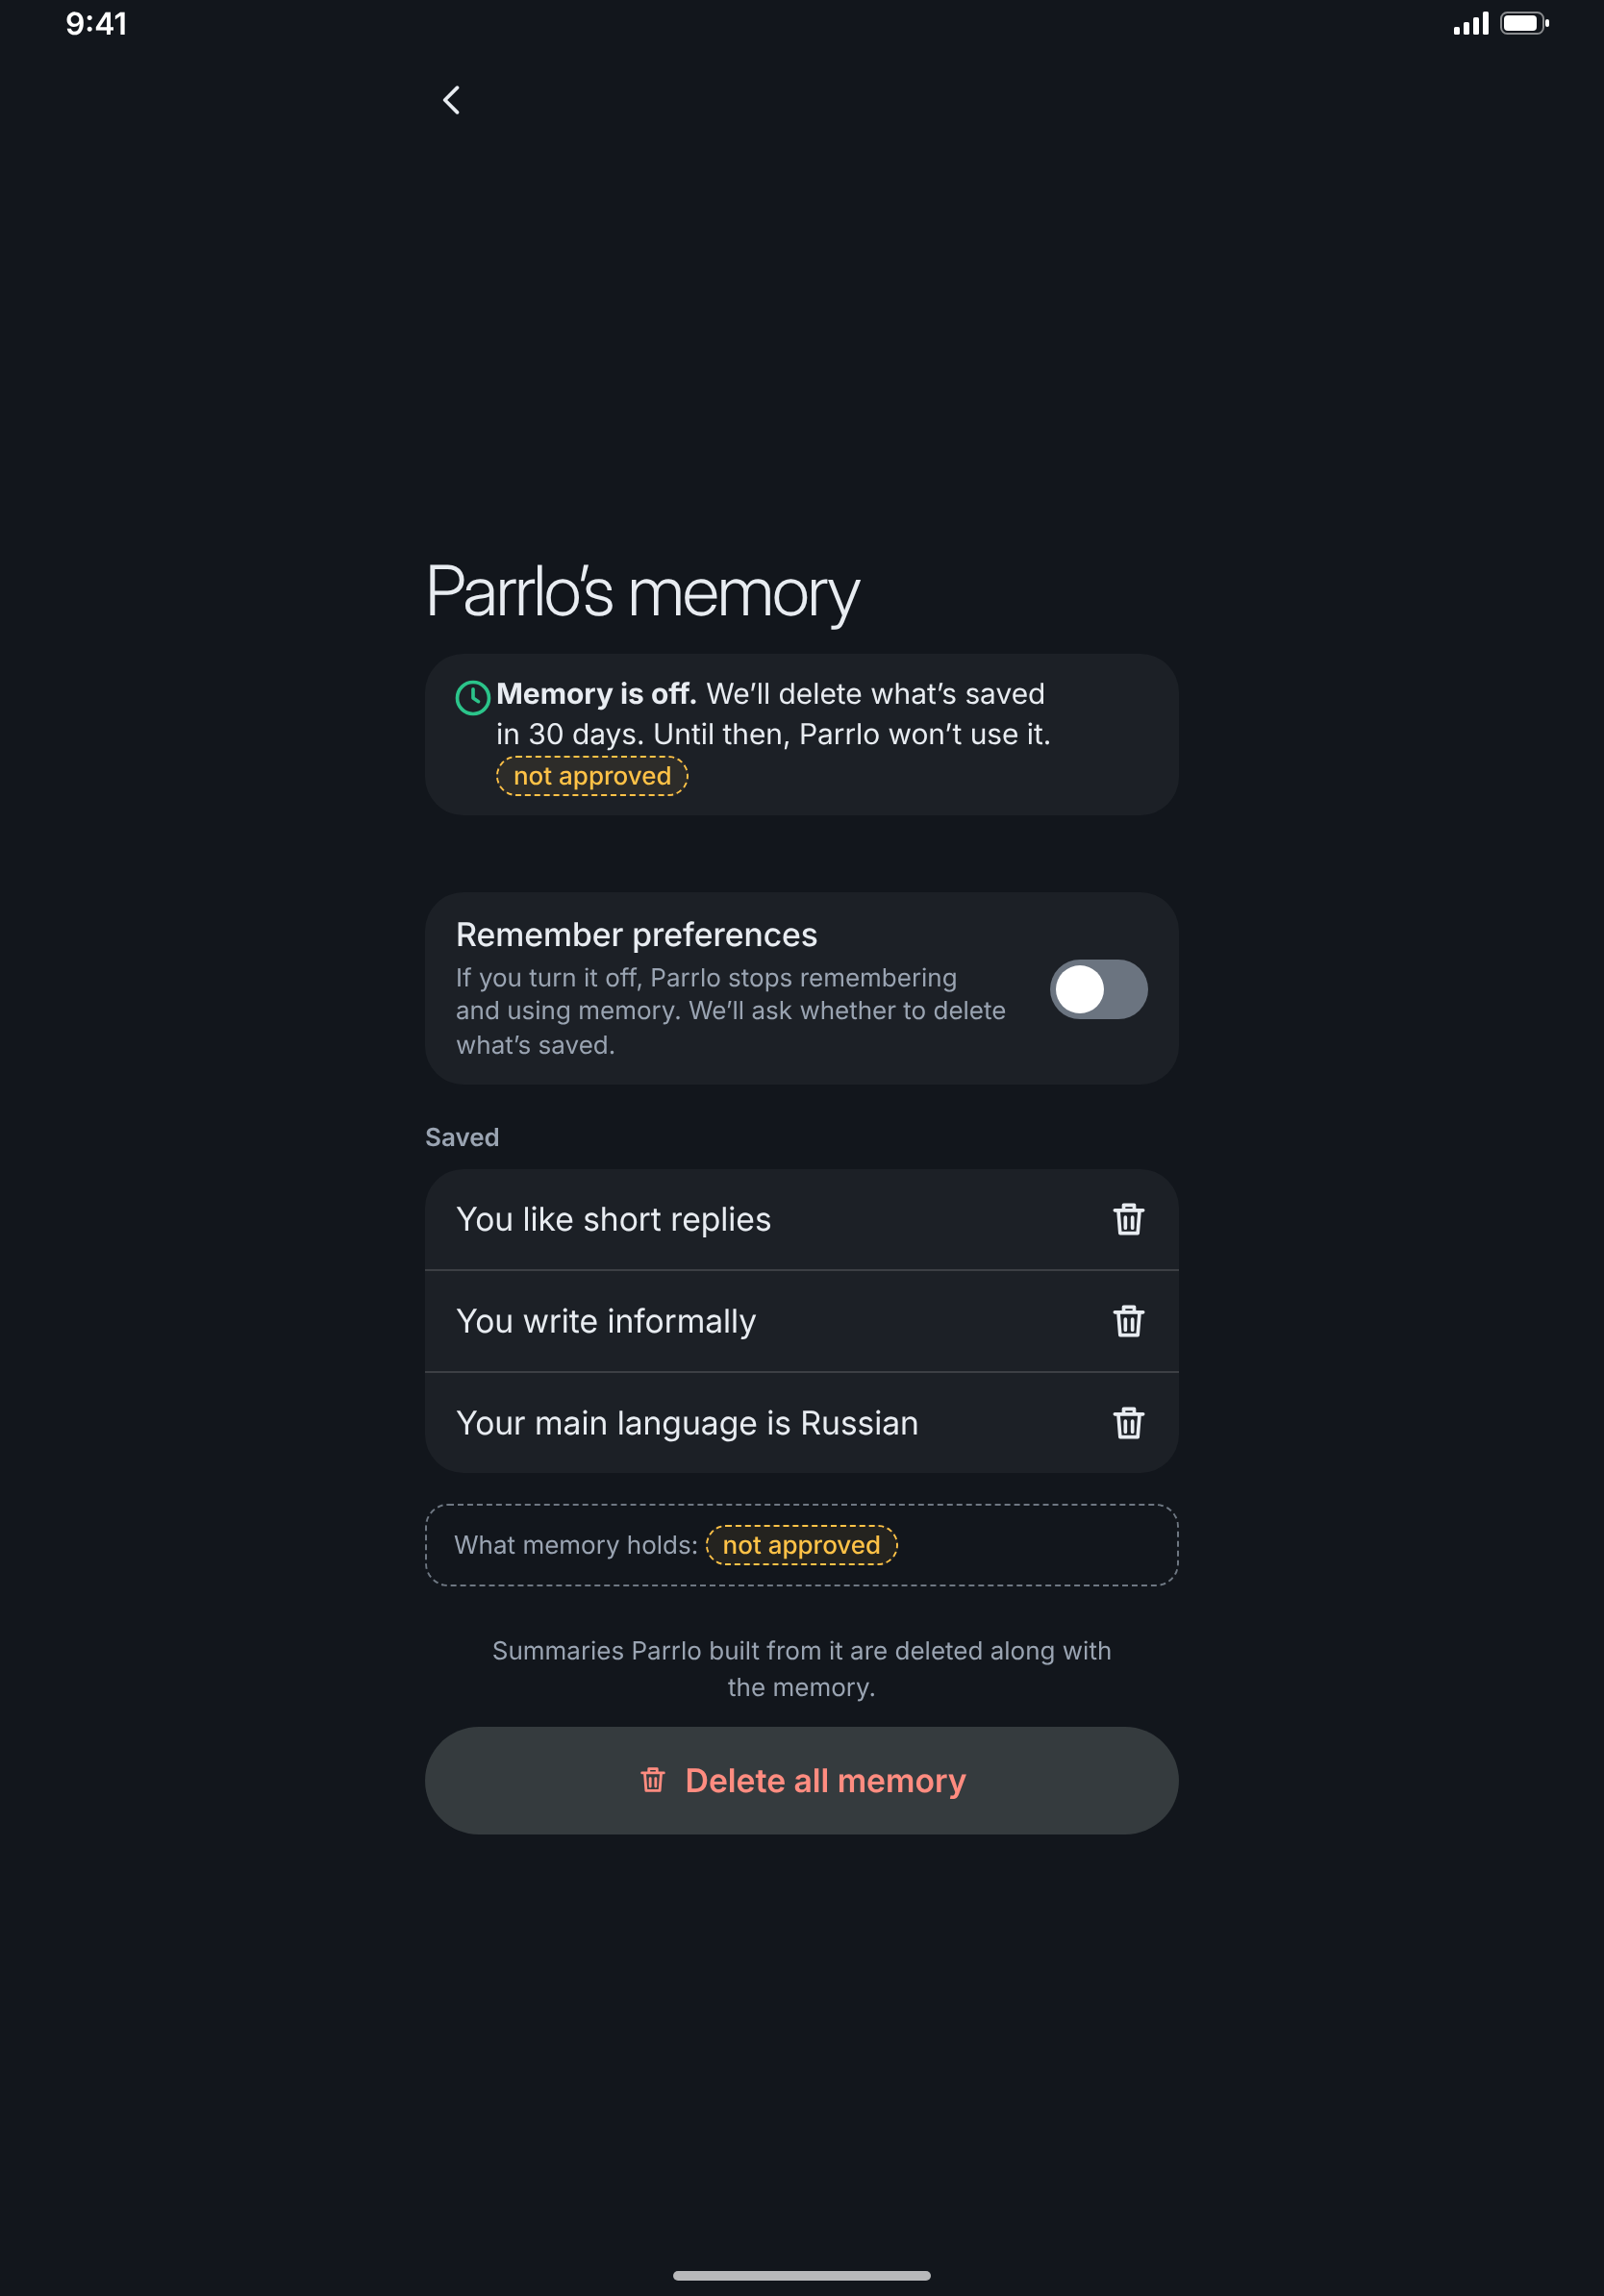 9:41
Parrlo’s memory
Memory is off. We’ll delete what’s saved
in 30 days. Until then, Parrlo won’t use it.
not approved
Remember preferences
If you turn it off, Parrlo stops remembering
and using memory. We’ll ask whether to delete
what’s saved.
Saved
You like short replies
You write informally
Your main language is Russian
What memory holds: not approved
Summaries Parrlo built from it are deleted along with
the memory.
Delete all memory